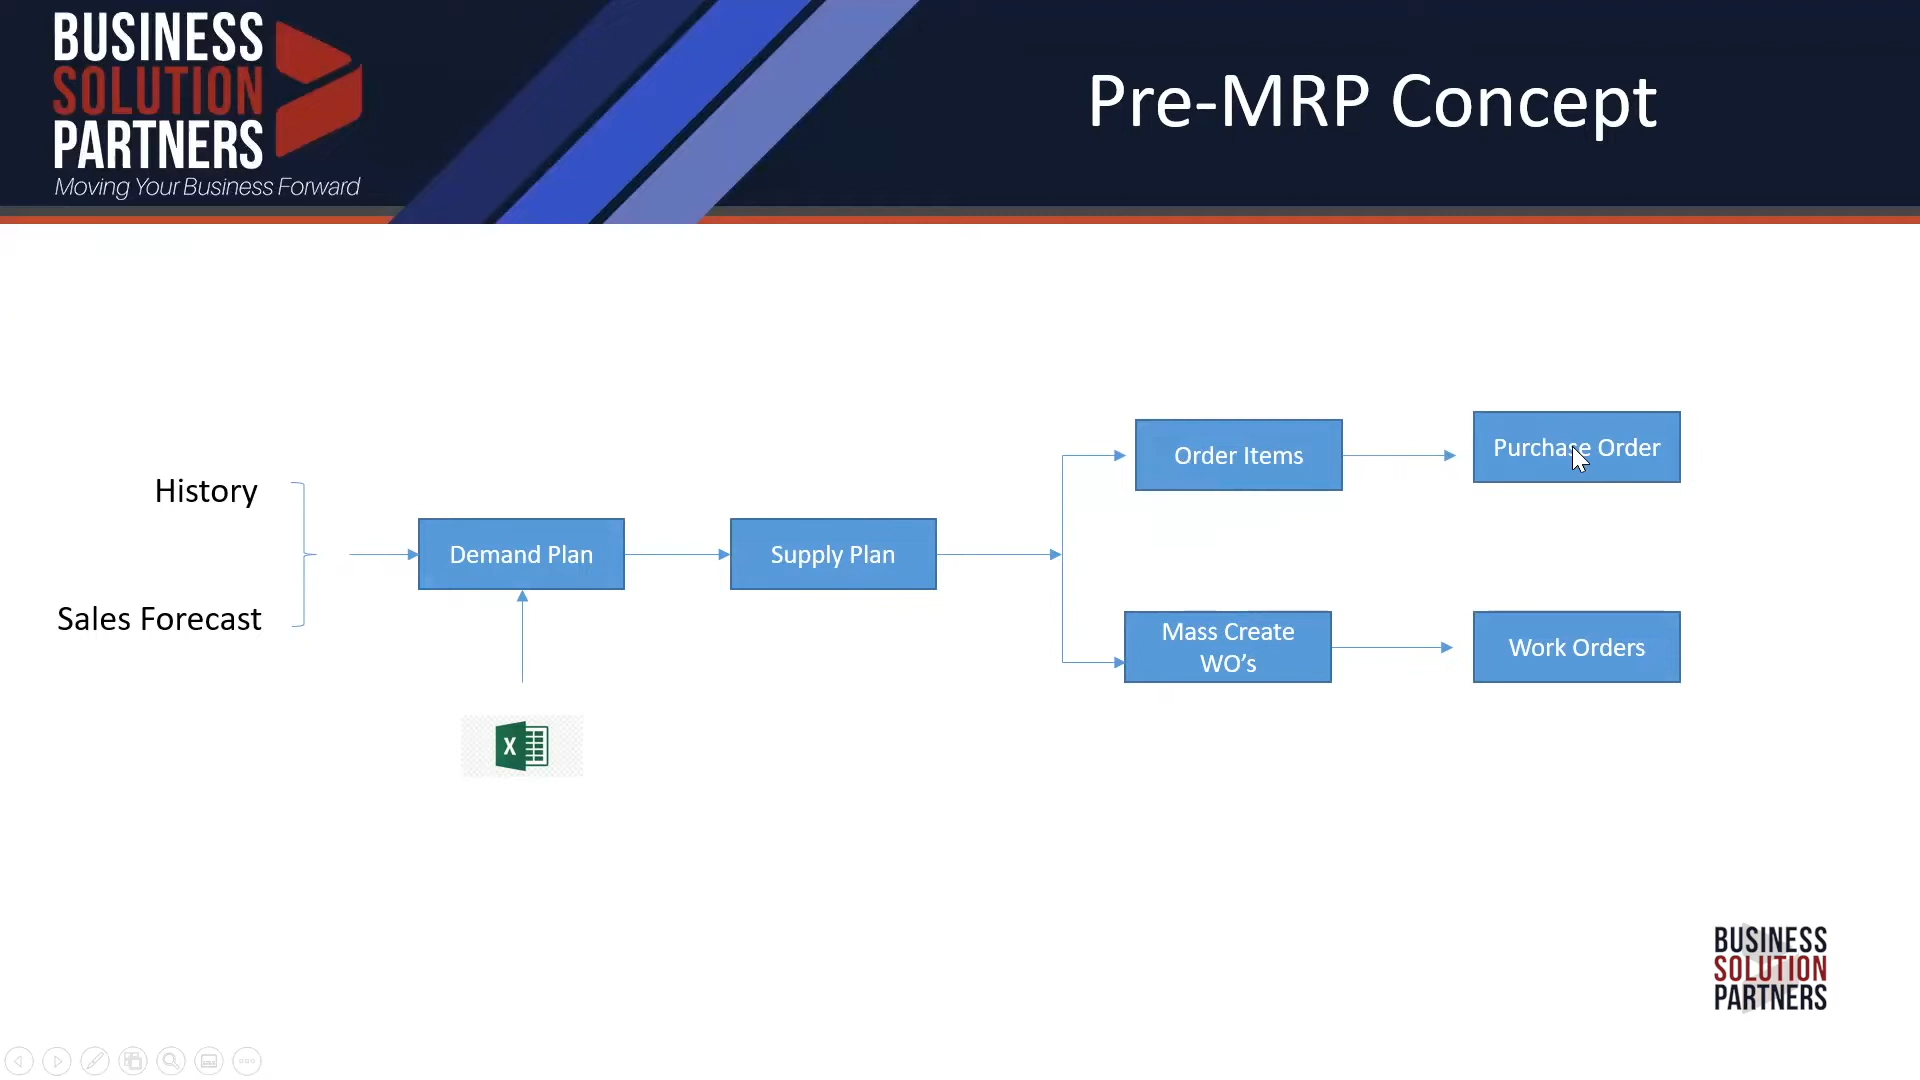 BUSINESS
SOLUTION
PARTNERS
Moving Your Business Forward
Pre-MRP Concept
History
Sales Forecast
Demand Plan
Supply Plan
Order Items
Purchase Order
Mass Create
WO’s
Work Orders
X
BUSINESS
SOLUTION
PARTNERS